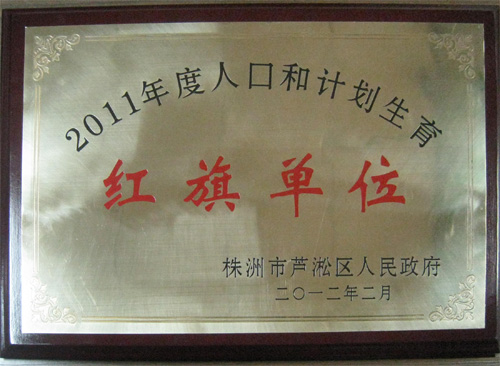 2011年度人口和计划生育
红旗单位
株洲市芦淞区人民政府
二〇一二年二月